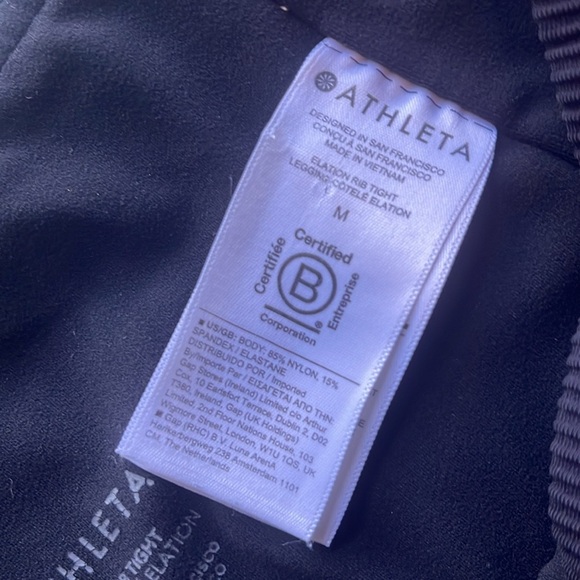 ATHLETA
DESIGNED IN SAN FRANCISCO
CONÇU À SAN FRANCISCO
MADE IN VIETNAM
ELATION RIB TIGHT
LEGGING CÔTELÉ ELATION
M
Certified
Certifiée
B
Entreprise
Corporation
■ US/GB: BODY: 85% NYLON, 15%
SPANDEX / ELASTANE
DISTRIBUIDO POR / Imported
By/Importé Par / ΕΙΣΑΓΕΤΑΙ ΑΠΟ ΤΗΝ:
Gap Stores (Ireland) Limited c/o Arthur
Cox, 10 Earlsfort Terrace, Dublin 2, D02
T380, Ireland. Gap (UK Holdings)
Limited. 2nd Floor Nations House, 103
Wigmore Street, London, W1U 1QS, UK
■ Gap (RHC) B.V. Luna ArenA
Herikerbergweg 238 Amsterdam 1101
CM, The Netherlands
ATHLETA
TIGHT
ELATION